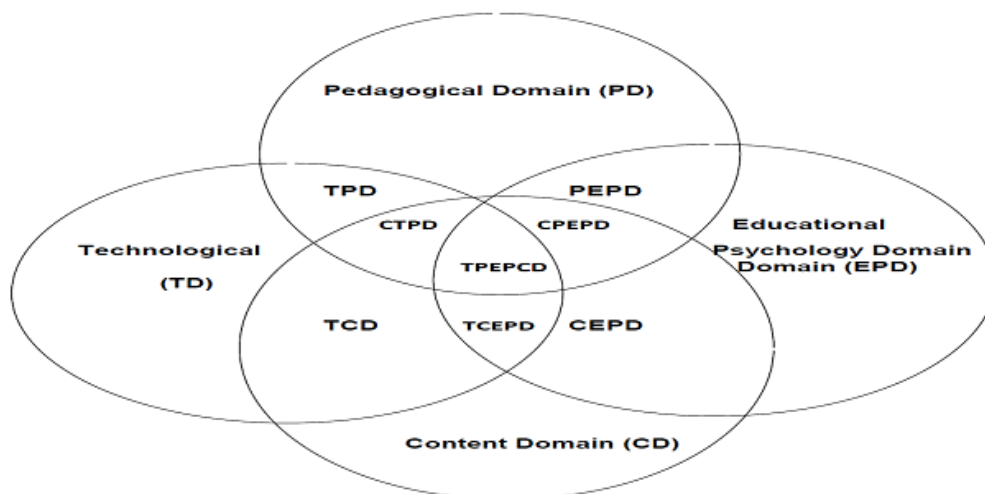 Pedagogical Domain (PD)
TPD
PEPD
CTPD
CPEPD
Educational
Psychology Domain
Domain (EPD)
Technological
(TD)
TPEPCD
TCD
TCEPD
CEPD
Content Domain (CD)